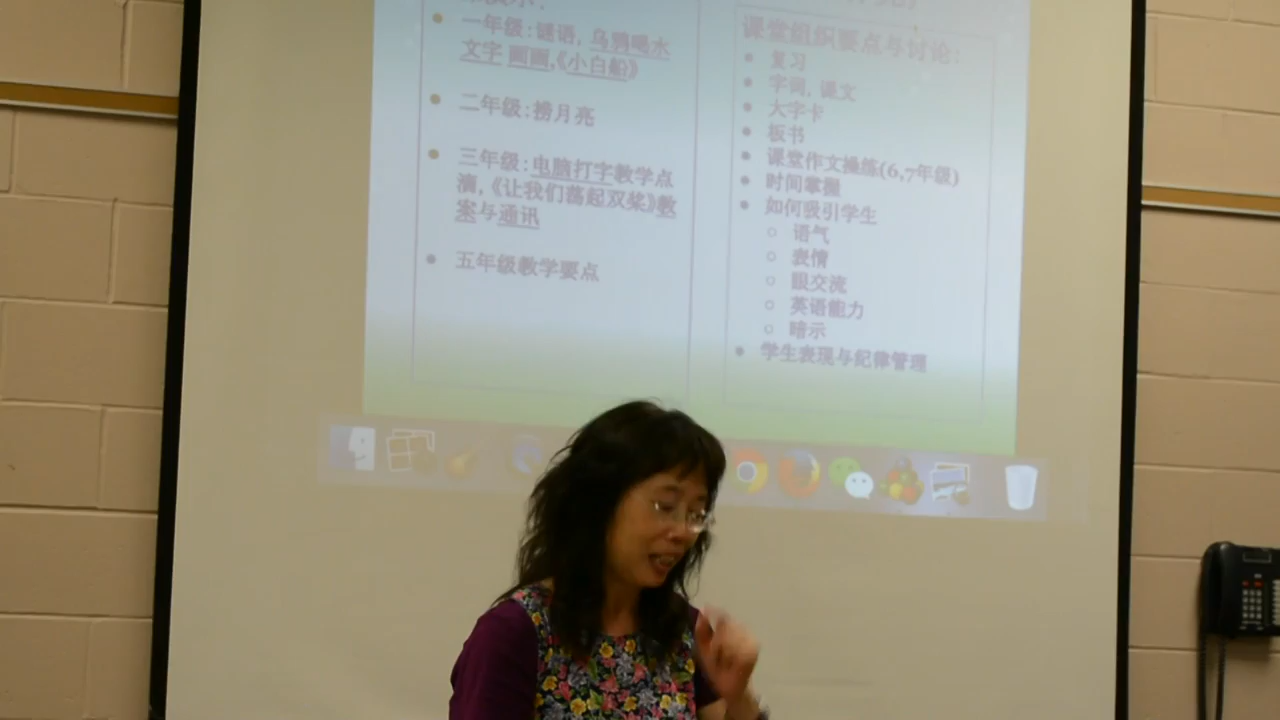 一年级:谜语, 乌鸦喝水
文字 画画,《小白船》
二年级:捞月亮
三年级:电脑打字教学点
滴,《让我们荡起双桨》教
案与通讯
五年级教学要点
课堂组织要点与讨论:
复习
字词, 课文
大字卡
板书
课堂作文操练(6,7年级)
时间掌握
如何吸引学生
语气
表情
眼交流
英语能力
暗示
学生表现与纪律管理